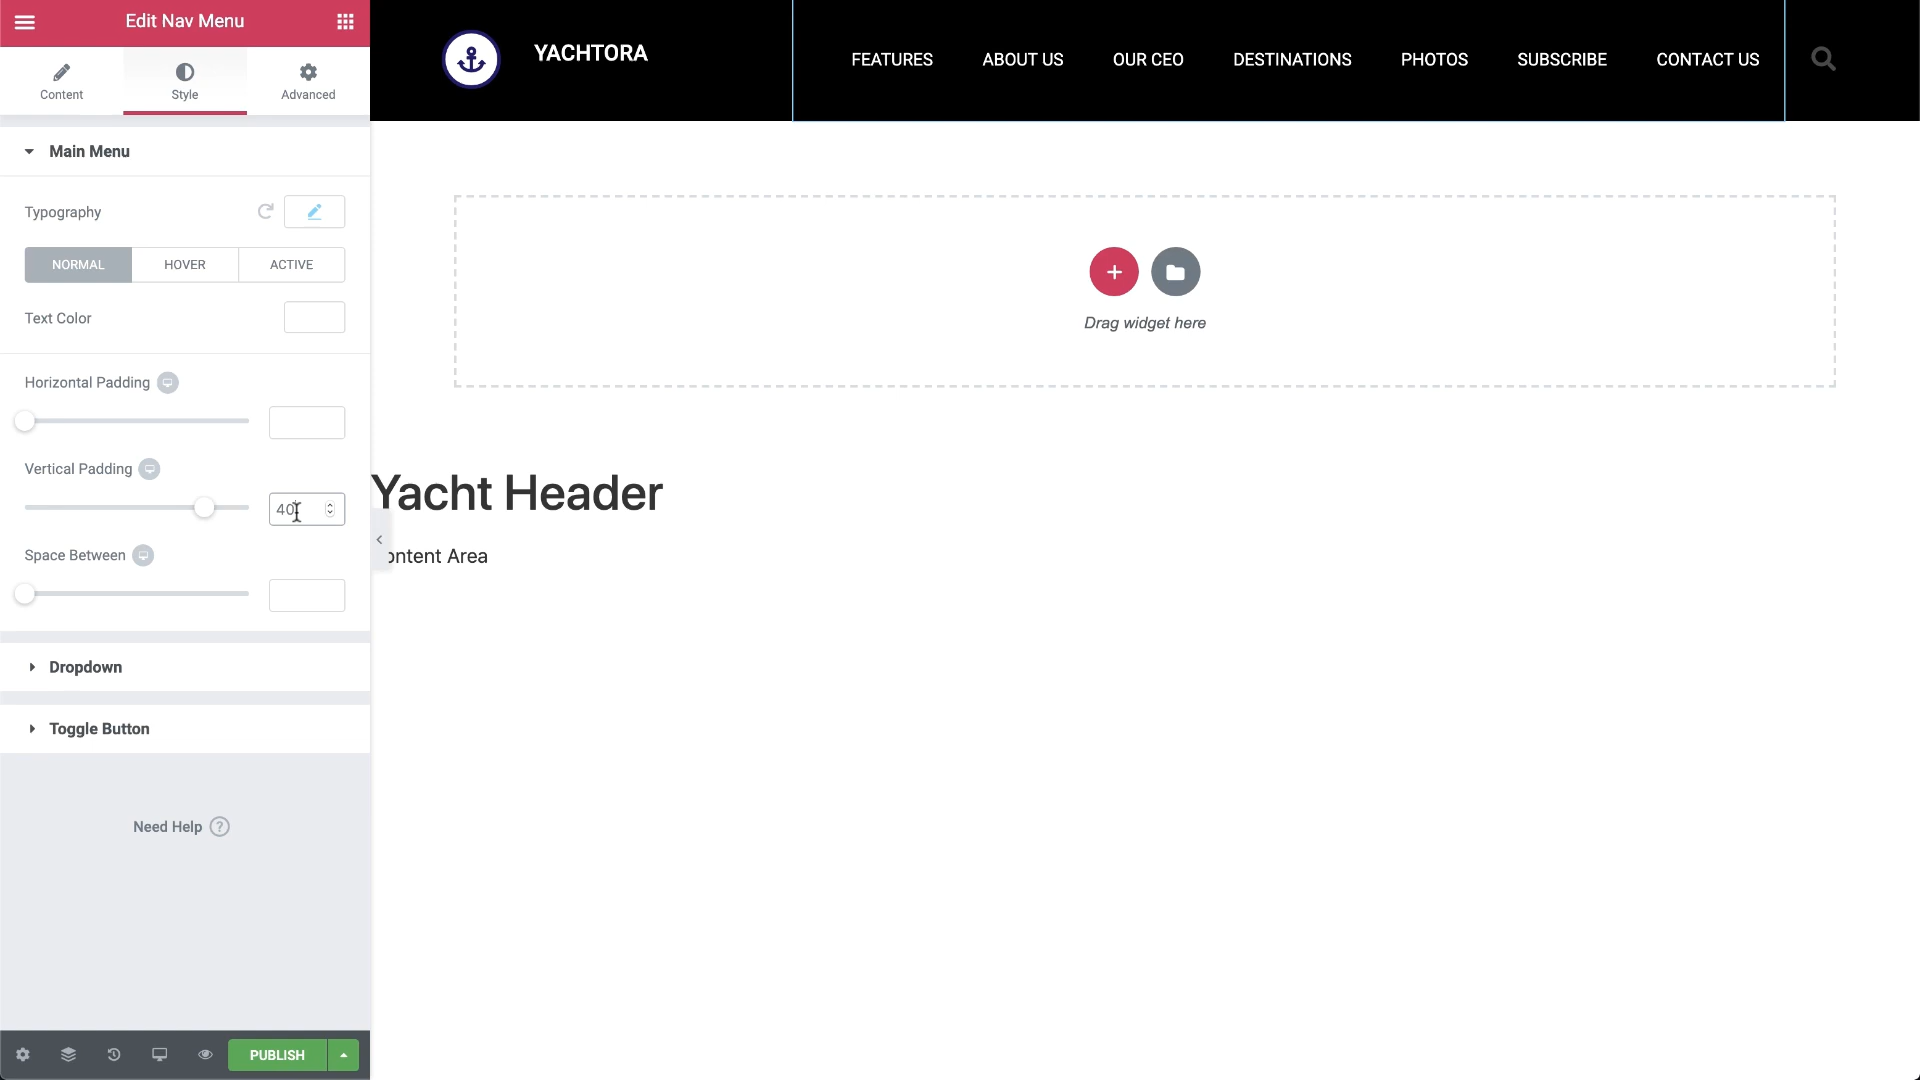 Edit Nav Menu
Content
Style
Advanced
YACHTORA
FEATURES
ABOUT US
OUR CEO
DESTINATIONS
PHOTOS
SUBSCRIBE
CONTACT US
Main Menu
Typography
NORMAL
HOVER
ACTIVE
Text Color
Horizontal Padding
Vertical Padding
40
Space Between
Dropdown
Toggle Button
Need Help ?
PUBLISH
Drag widget here
Yacht Header
ontent Area